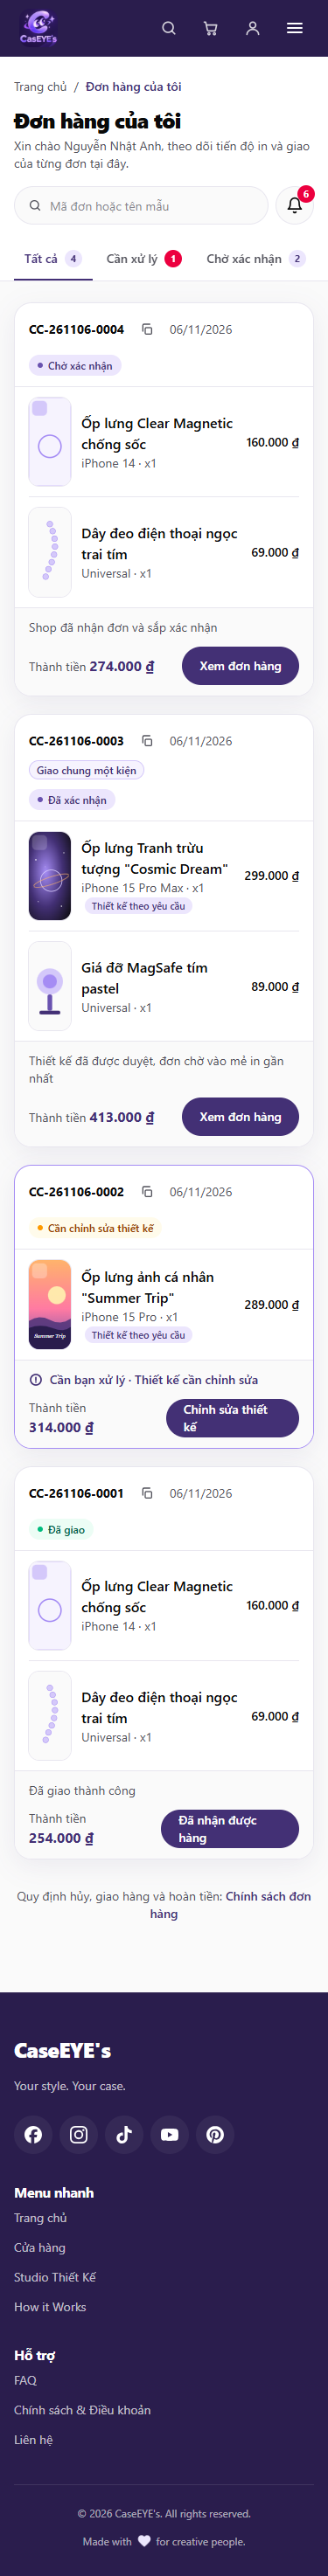 CasEYE's
Trang chủ / Đơn hàng của tôi
Đơn hàng của tôi
Xin chào Nguyễn Nhật Anh, theo dõi tiến độ in và giao
của từng đơn tại đây.
Mã đơn hoặc tên mẫu
6
Tất cả 4 Cần xử lý 1 Chờ xác nhận 2
CC-261106-0004 06/11/2026
Chờ xác nhận
Ốp lưng Clear Magnetic
chống sốc
160.000 ₫
iPhone 14 · x1
Dây đeo điện thoại ngọc
trai tím
69.000 ₫
Universal · x1
Shop đã nhận đơn và sắp xác nhận
Thành tiền 274.000 ₫ Xem đơn hàng
CC-261106-0003 06/11/2026
Giao chung một kiện
Đã xác nhận
Ốp lưng Tranh trừu
tượng "Cosmic Dream"
299.000 ₫
iPhone 15 Pro Max · x1
Thiết kế theo yêu cầu
Giá đỡ MagSafe tím
pastel
89.000 ₫
Universal · x1
Thiết kế đã được duyệt, đơn chờ vào mẻ in gần
nhất
Thành tiền 413.000 ₫ Xem đơn hàng
CC-261106-0002 06/11/2026
Cần chỉnh sửa thiết kế
Summer Trip
Ốp lưng ảnh cá nhân
"Summer Trip"
289.000 ₫
iPhone 15 Pro · x1
Thiết kế theo yêu cầu
Cần bạn xử lý · Thiết kế cần chỉnh sửa
Thành tiền
314.000 ₫
Chỉnh sửa thiết
kế
CC-261106-0001 06/11/2026
Đã giao
Ốp lưng Clear Magnetic
chống sốc
160.000 ₫
iPhone 14 · x1
Dây đeo điện thoại ngọc
trai tím
69.000 ₫
Universal · x1
Đã giao thành công
Thành tiền
254.000 ₫
Đã nhận được
hàng
Quy định hủy, giao hàng và hoàn tiền: Chính sách đơn
hàng
CaseEYE's
Your style. Your case.
Menu nhanh
Trang chủ
Cửa hàng
Studio Thiết Kế
How it Works
Hỗ trợ
FAQ
Chính sách & Điều khoản
Liên hệ
© 2026 CaseEYE's. All rights reserved.
Made with for creative people.